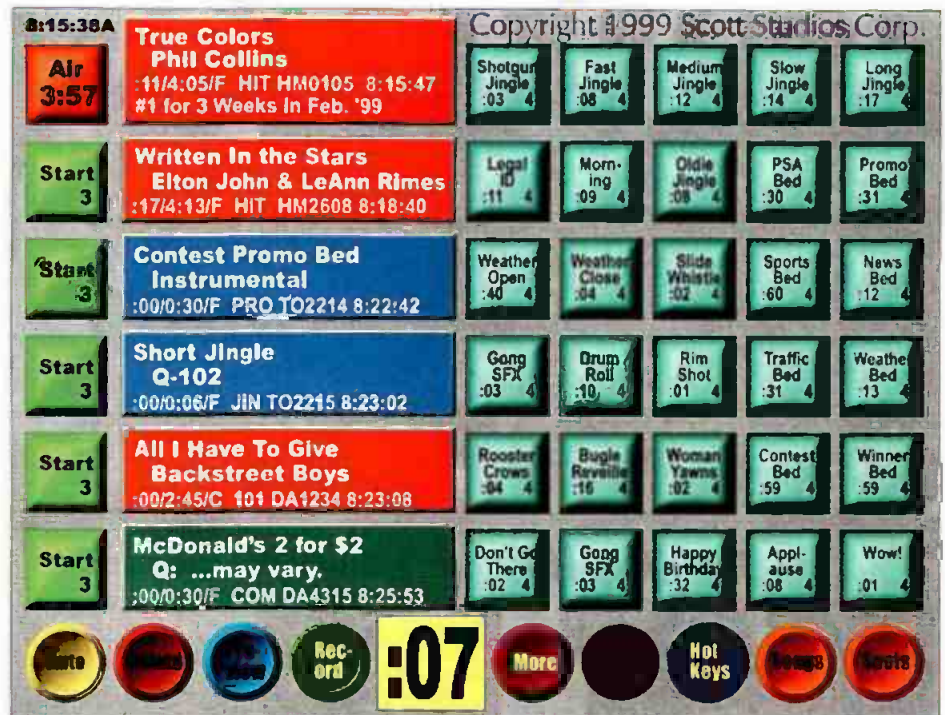 8:15:38A
Copyright 1999 Scott Studios Corp.
Air
3:57
True Colors
Phil Collins
:11/4:05/F HIT HM0105 8:15:47
#1 for 3 Weeks in Feb. '99
Shotgun
Jingle
:03 4
Fast
Jingle
:08 4
Medium
Jingle
:12 4
Slow
Jingle
:14 4
Long
Jingle
:17 4
Start
3
Written In the Stars
Elton John & LeAnn Rimes
:17/4:13/F HIT HM2608 8:18:40
Legal
ID
:11 4
Morn-
ing
:09 4
Oldie
Jingle
:08 4
PSA
Bed
:30 4
Promo
Bed
:31 4
Start
3
Contest Promo Bed
Instrumental
:00/0:30/F PRO TO2214 8:22:42
Weather
Open
:40 4
Weather
Close
:04 4
Slide
Whistle
:02 4
Sports
Bed
:60 4
News
Bed
:12 4
Start
3
Short Jingle
Q-102
:00/0:06/F JIN TO2215 8:23:02
Gong
SFX
:03 4
Drum
Roll
:10 4
Rim
Shot
:01 4
Traffic
Bed
:31 4
Weathe
Bed
:13 4
Start
3
All I Have To Give
Backstreet Boys
:00/2:45/C 101 DA1234 8:23:08
Rooster
Crows
:04 4
Bugle
Reveille
:16 4
Woman
Yawns
:02 4
Contest
Bed
:59 4
Winner
Bed
:59 4
Start
3
McDonald's 2 for $2
Q: ...may vary.
:00/0:30/F COM DA4315 8:25:53
Don't Go
There
:02 4
Gong
SFX
:03 4
Happy
Birthday
:32 4
Appl-
ause
:08 4
Wow!
:01 4
Rec-
ord
:07
More
Hot
Keys